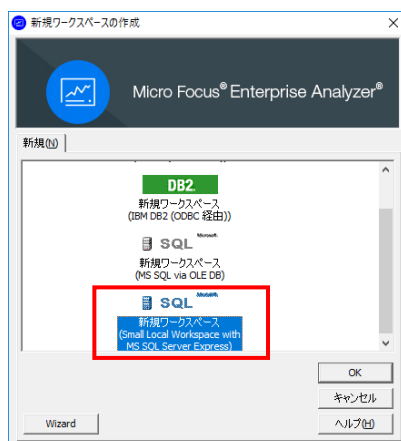 新規ワークスペースの作成
Micro Focus® Enterprise Analyzer®
新規(N)
DB2.
新規ワークスペース
(IBM DB2 (ODBC 経由))
Microsoft
SQL
新規ワークスペース
(MS SQL via OLE DB)
SQL
新規ワークスペース
(Small Local Workspace with
MS SQL Server Express)
OK
キャンセル
Wizard
ヘルプ(H)